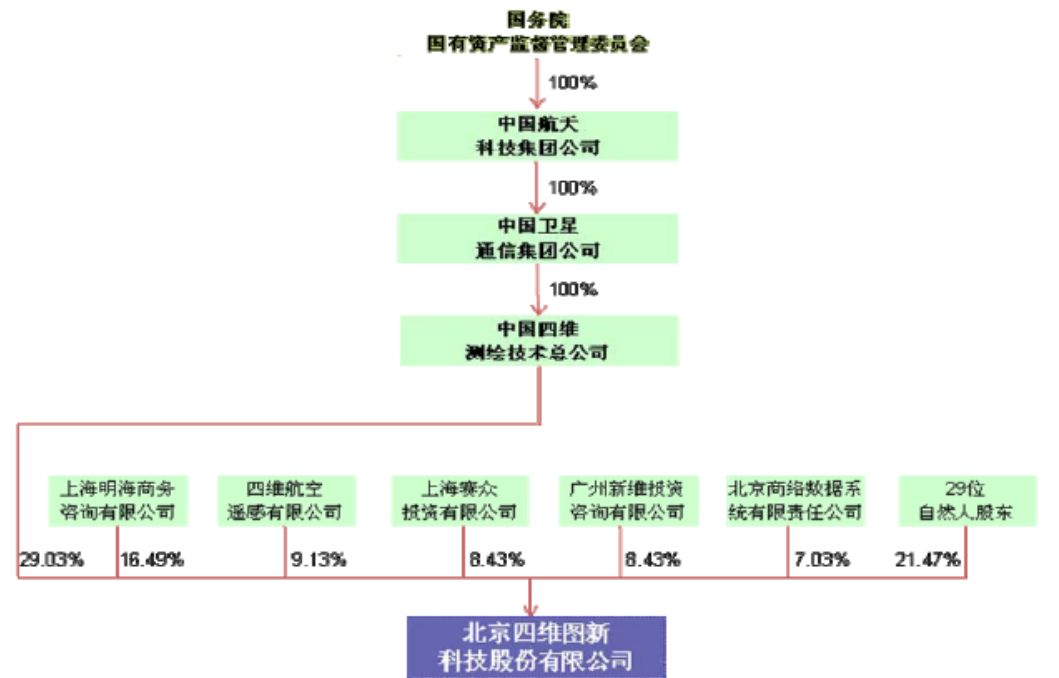 国务院
国有资产监督管理委员会
100%
中国航天
科技集团公司
100%
中国卫星
通信集团公司
100%
中国四维
测绘技术总公司
上海明海商务
咨询有限公司
四维航空
遥感有限公司
上海赛众
投资有限公司
广州新维投资
咨询有限公司
北京商络数据系
统有限责任公司
29位
自然人股东
29.03%
16.49%
9.13%
8.43%
8.43%
7.03%
21.47%
北京四维图新
科技股份有限公司